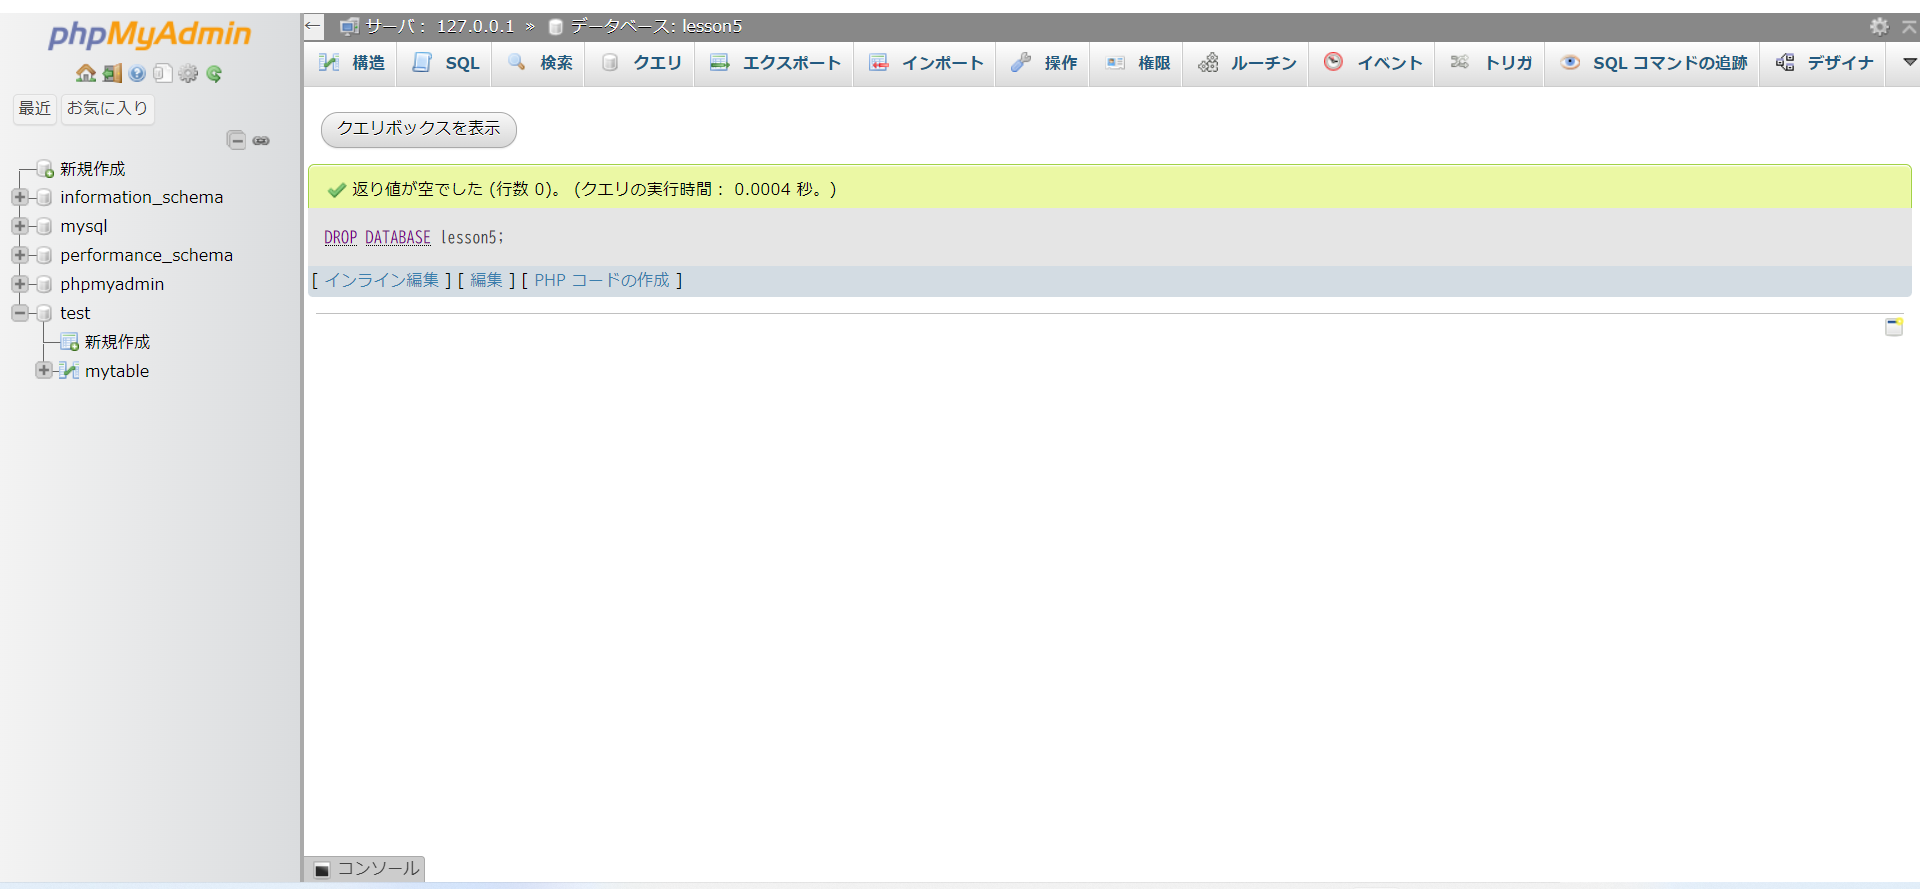 phpMyAdmin
最近 お気に入り
新規作成
information_schema
mysql
performance_schema
phpmyadmin
test
新規作成
mytable
← サーバ： 127.0.0.1 » データベース: lesson5
構造 SQL 検索 クエリ エクスポート インポート 操作 権限 ルーチン イベント トリガ SQL コマンドの追跡 デザイナ
クエリボックスを表示
返り値が空でした (行数 0)。 (クエリの実行時間： 0.0004 秒。)
DROP DATABASE lesson5;
[ インライン編集 ] [ 編集 ] [ PHP コードの作成 ]
コンソール